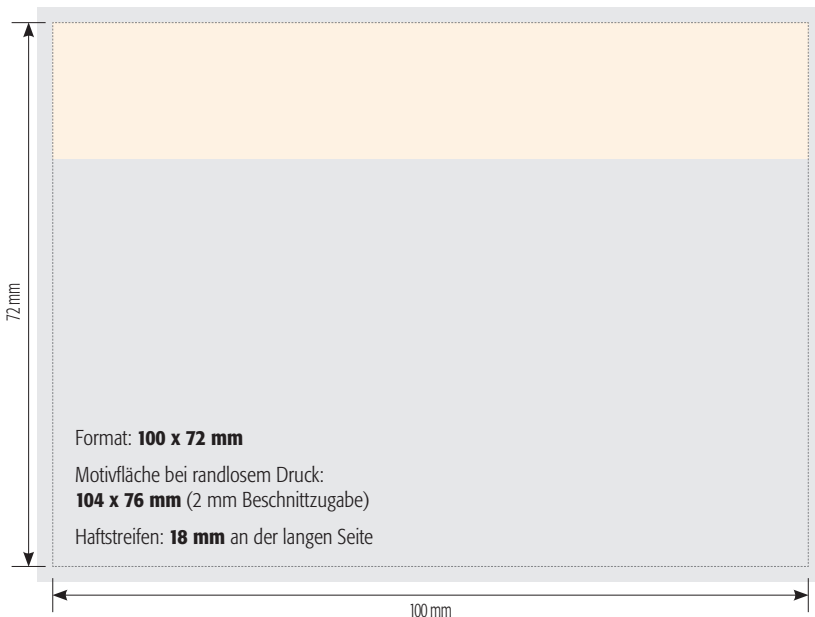 72 mm
Format: 100 x 72 mm
Motivfläche bei randlosem Druck:
104 x 76 mm (2 mm Beschnittzugabe)
Haftstreifen: 18 mm an der langen Seite
100 mm